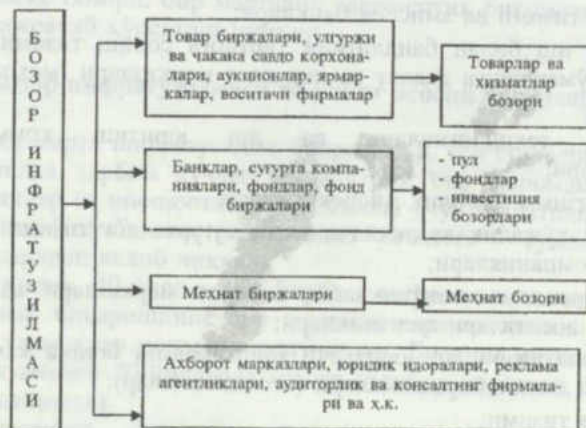 БОЗОР ИНФРАТУЗИЛМАСИ
Товар биржалари, улгуржи
ва чакана савдо корхона-
лари, аукционлар, ярмар-
калар, воситачи фирмалар
Товарлар ва
хизматлар
бозори
Банклар, суғурта компа-
ниялари, фондлар, фонд
биржалари
- пул
- фондлар
инвестиция
бозорлари
Меҳнат биржалари
Меҳнат бозори
Ахборот марказлари, юридик идоралари, реклама
агентликлари, аудиторлик ва консалтинг фирмала-
ри ва ҳ.к.